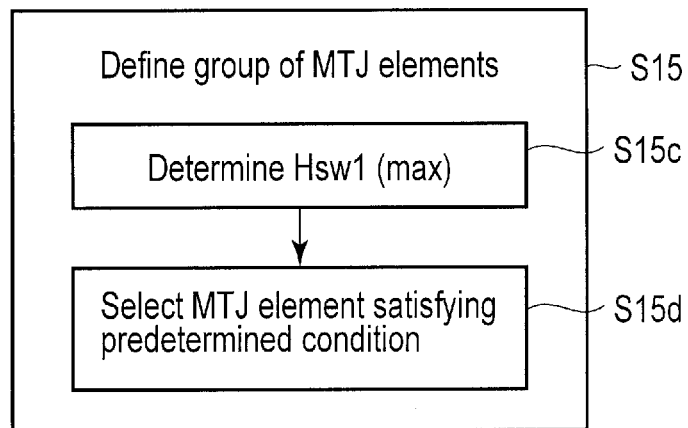 Define group of MTJ elements
S15
Determine Hsw1 (max)
S15c
Select MTJ element satisfying
predetermined condition
S15d